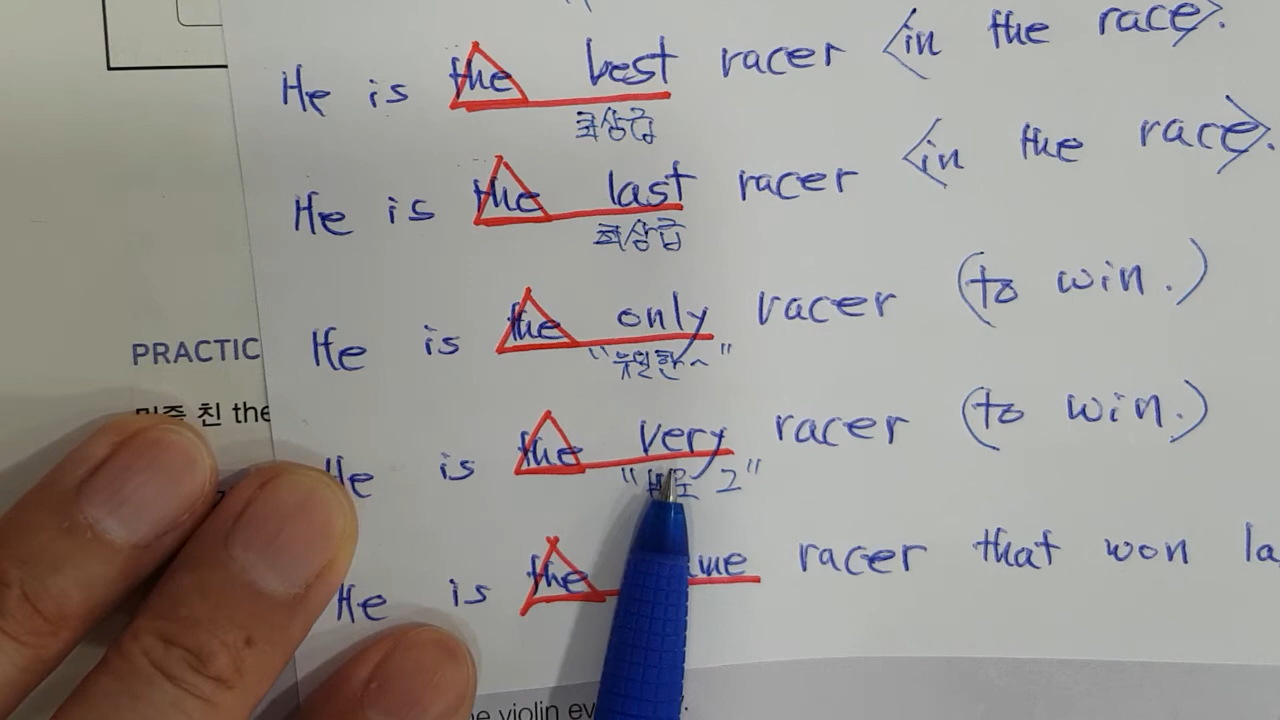 He is the best racer <in the race>.
최상급
He is the last racer <in the race>.
최상급
He is the only racer (to win.)
"유일한~"
PRACTIC
He is the very racer (to win.)
친 the
"바로 그"
He is the racer that won la
violin ev